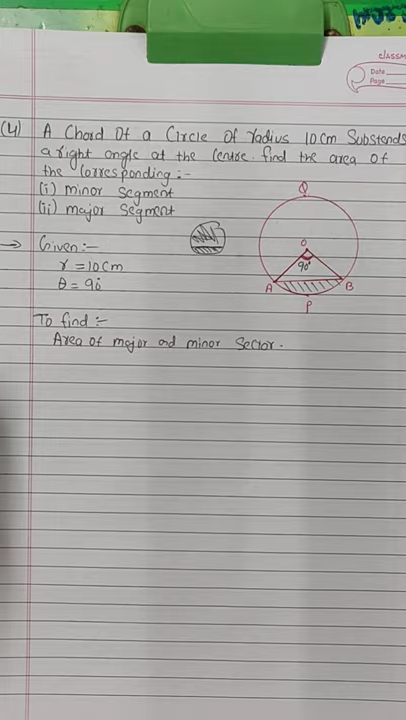 classm
Date
Page
(4) A Chord Of a Circle Of radius 10cm Substends
a right angle at the Centre. find the area of
the Corresponding :-
(i) minor Segment
(ii) major Segment
Q
→ Given:-
r = 10cm
θ = 90°
O
90°
A
B
P
To find :-
Area of major and minor Sector.